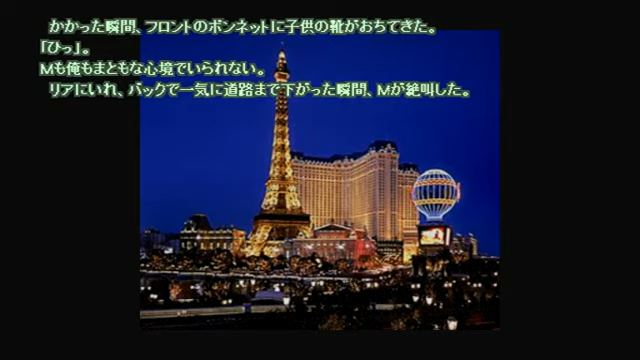 かかった瞬間、フロントのボンネットに子供の靴がおちてきた。
「ひっ」。
Mも俺もまともな心境でいられない。
リアにいれ、バックで一気に道路まで下がった瞬間、Mが絶叫した。